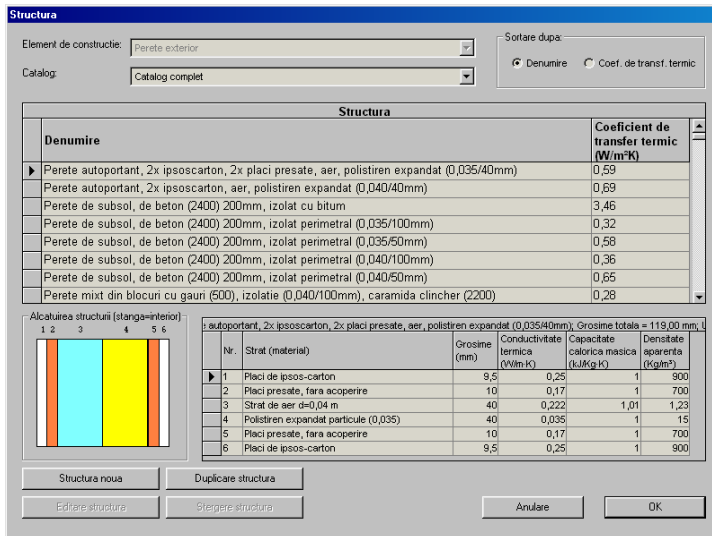 Structura
Element de constructie: Perete exterior
Catalog: Catalog complet
Sortare dupa:
Denumire Coef. de transf. termic
Structura
Denumire Coeficient de transfer termic (W/m²K)
Perete autoportant, 2x ipsoscarton, 2x placi presate, aer, polistiren expandat (0,035/40mm) 0,59
Perete autoportant, 2x ipsoscarton, aer, polistiren expandat (0,040/40mm) 0,69
Perete de subsol, de beton (2400) 200mm, izolat cu bitum 3,46
Perete de subsol, de beton (2400) 200mm, izolat perimetral (0,035/100mm) 0,32
Perete de subsol, de beton (2400) 200mm, izolat perimetral (0,035/50mm) 0,58
Perete de subsol, de beton (2400) 200mm, izolat perimetral (0,040/100mm) 0,36
Perete de subsol, de beton (2400) 200mm, izolat perimetral (0,040/50mm) 0,65
Perete mixt din blocuri cu gauri (500), izolatie (0,040/100mm), caramida clincher (2200) 0,28
Alcatuirea structurii (stanga=interior)
1 2 3 4 5 6
autoportant, 2x ipsoscarton, 2x placi presate, aer, polistiren expandat (0,035/40mm); Grosime totala = 119,00 mm;
Nr. Strat (material) Grosime (mm) Conductivitate termica (W/m·K) Capacitate calorica masica (kJ/Kg·K) Densitate aparenta (Kg/m³)
1 Placi de ipsos-carton 9,5 0,25 1 900
2 Placi presate, fara acoperire 10 0,17 1 700
3 Strat de aer d=0,04 m 40 0,222 1,01 1,23
4 Polistiren expandat particule (0,035) 40 0,035 1 15
5 Placi presate, fara acoperire 10 0,17 1 700
6 Placi de ipsos-carton 9,5 0,25 1 900
Structura noua Duplicare structura
Editare structura Stergere structura Anulare OK